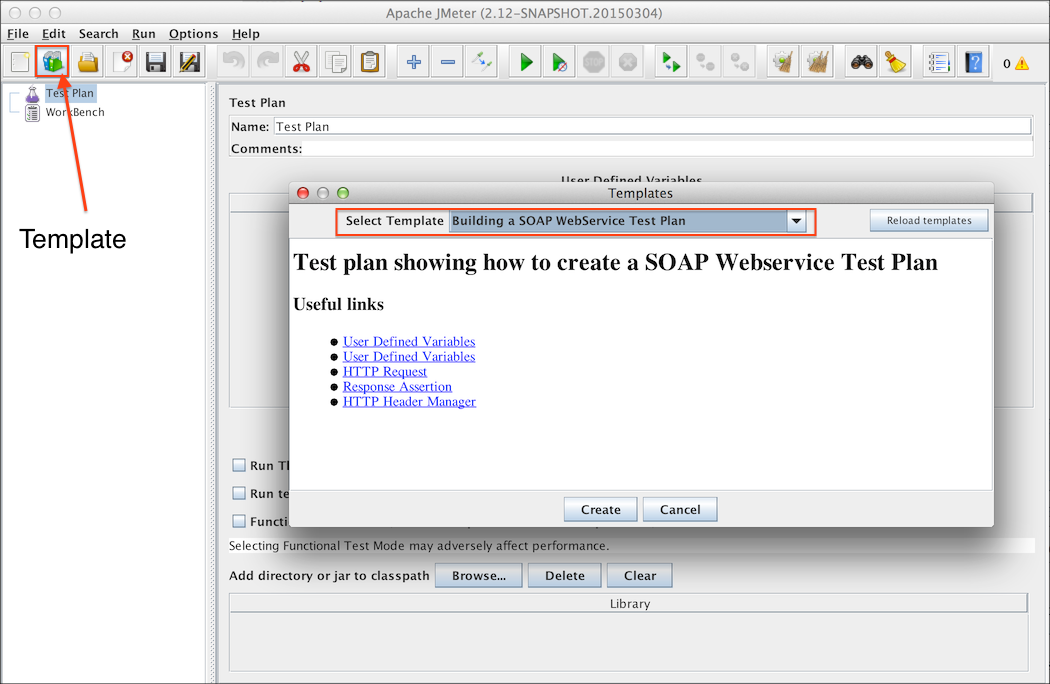 Apache JMeter (2.12-SNAPSHOT.20150304)
File Edit Search Run Options Help
STOP
0
Test Plan
WorkBench
Template
Test Plan
Name: Test Plan
Comments:
User Defined Variables
Templates
Select Template Building a SOAP WebService Test Plan Reload templates
Test plan showing how to create a SOAP Webservice Test Plan
Useful links
User Defined Variables
User Defined Variables
HTTP Request
Response Assertion
HTTP Header Manager
Create Cancel
Run
Run
Selecting Functional Test Mode may adversely affect performance.
Add directory or jar to classpath Browse... Delete Clear
Library